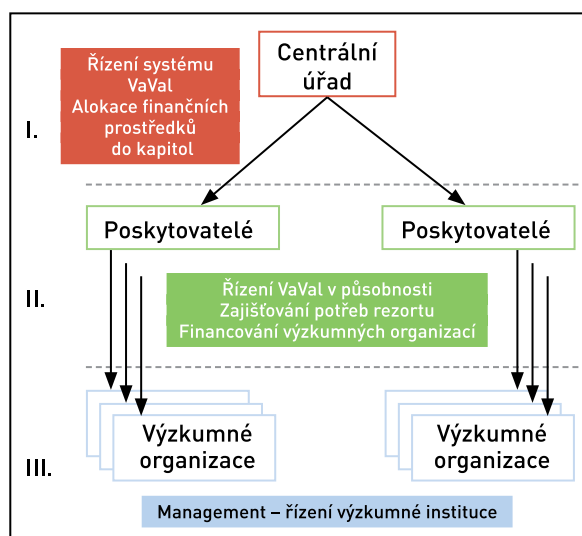 Řízení systému
VaVaI
Alokace finančních
prostředků
do kapitol
Centrální
úřad
I.
Poskytovatelé
Poskytovatelé
II.
Řízení VaVaI v působnosti
Zajišťování potřeb rezortu
Financování výzkumných organizací
Výzkumné
organizace
Výzkumné
organizace
III.
Management – řízení výzkumné instituce